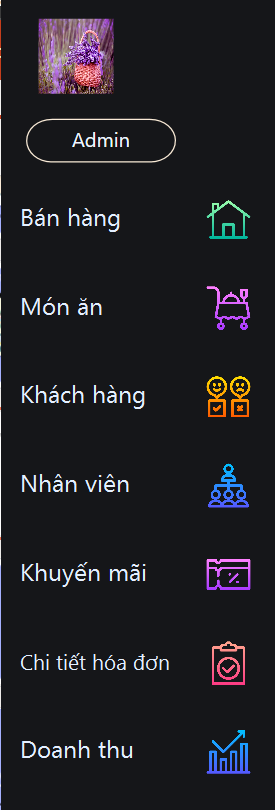 Admin
Bán hàng
Món ăn
Khách hàng
Nhân viên
Khuyến mãi
Chi tiết hóa đơn
Doanh thu